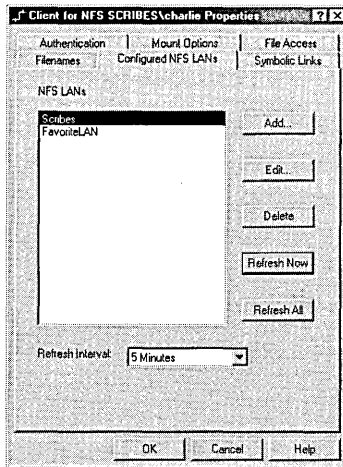 Client for NFS SCRIBES\charlie Properties
Authentication Mount Options File Access
Filenames Configured NFS LANs Symbolic Links
NFS LANs
Scribes
FavoriteLAN
Add...
Edit...
Delete
Refresh Now
Refresh All
Refresh Interval: 5 Minutes
OK Cancel Help